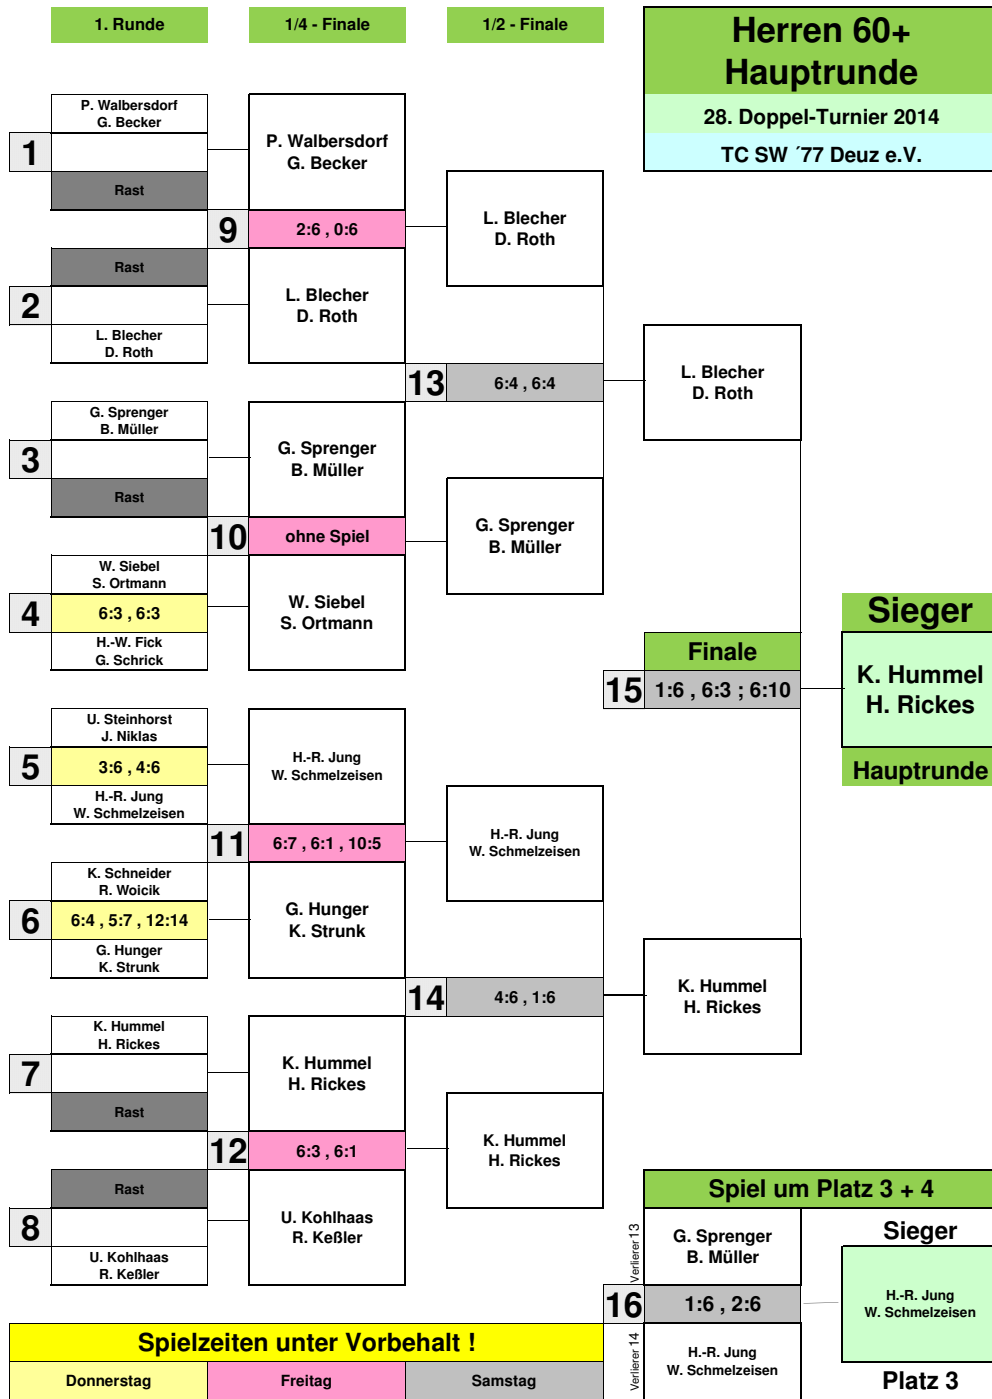 1. Runde
1/4 - Finale
1/2 - Finale
Herren 60+
Hauptrunde
28. Doppel-Turnier 2014
TC SW ´77 Deuz e.V.
P. Walbersdorf
G. Becker
1
Rast
P. Walbersdorf
G. Becker
9
2:6 , 0:6
Rast
2
L. Blecher
D. Roth
L. Blecher
D. Roth
L. Blecher
D. Roth
13
6:4 , 6:4
L. Blecher
D. Roth
G. Sprenger
B. Müller
3
Rast
G. Sprenger
B. Müller
10
ohne Spiel
G. Sprenger
B. Müller
W. Siebel
S. Ortmann
4
6:3 , 6:3
H.-W. Fick
G. Schrick
W. Siebel
S. Ortmann
Finale
15
1:6 , 6:3 ; 6:10
Sieger
K. Hummel
H. Rickes
Hauptrunde
U. Steinhorst
J. Niklas
5
3:6 , 4:6
H.-R. Jung
W. Schmelzeisen
H.-R. Jung
W. Schmelzeisen
11
6:7 , 6:1 , 10:5
H.-R. Jung
W. Schmelzeisen
K. Schneider
R. Woicik
6
6:4 , 5:7 , 12:14
G. Hunger
K. Strunk
G. Hunger
K. Strunk
14
4:6 , 1:6
K. Hummel
H. Rickes
K. Hummel
H. Rickes
7
Rast
K. Hummel
H. Rickes
12
6:3 , 6:1
K. Hummel
H. Rickes
Rast
8
U. Kohlhaas
R. Keßler
U. Kohlhaas
R. Keßler
Spiel um Platz 3 + 4
Verlierer 13
G. Sprenger
B. Müller
Sieger
16
1:6 , 2:6
H.-R. Jung
W. Schmelzeisen
Verlierer 14
H.-R. Jung
W. Schmelzeisen
Platz 3
Spielzeiten unter Vorbehalt !
Donnerstag
Freitag
Samstag